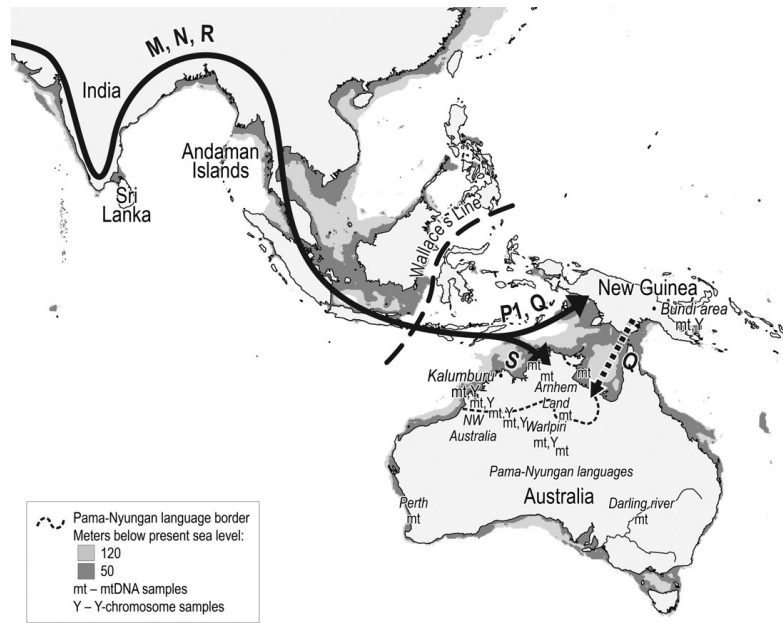 M, N, R
India
Andaman
Islands
Sri
Lanka
Wallace's Line
New Guinea
P1, Q
Bundi area
mt,Y
S
Q
Kalumburu
mt
mt
mt
mt,Y
Arnhem
Land
mt,Y
mt,Y
mt
NW
Australia
mt,Y
Warlpiri
mt,Y
mt
Pama-Nyungan languages
Australia
Perth
mt
Darling river
mt
Pama-Nyungan language border
Meters below present sea level:
120
50
mt – mtDNA samples
Y – Y-chromosome samples